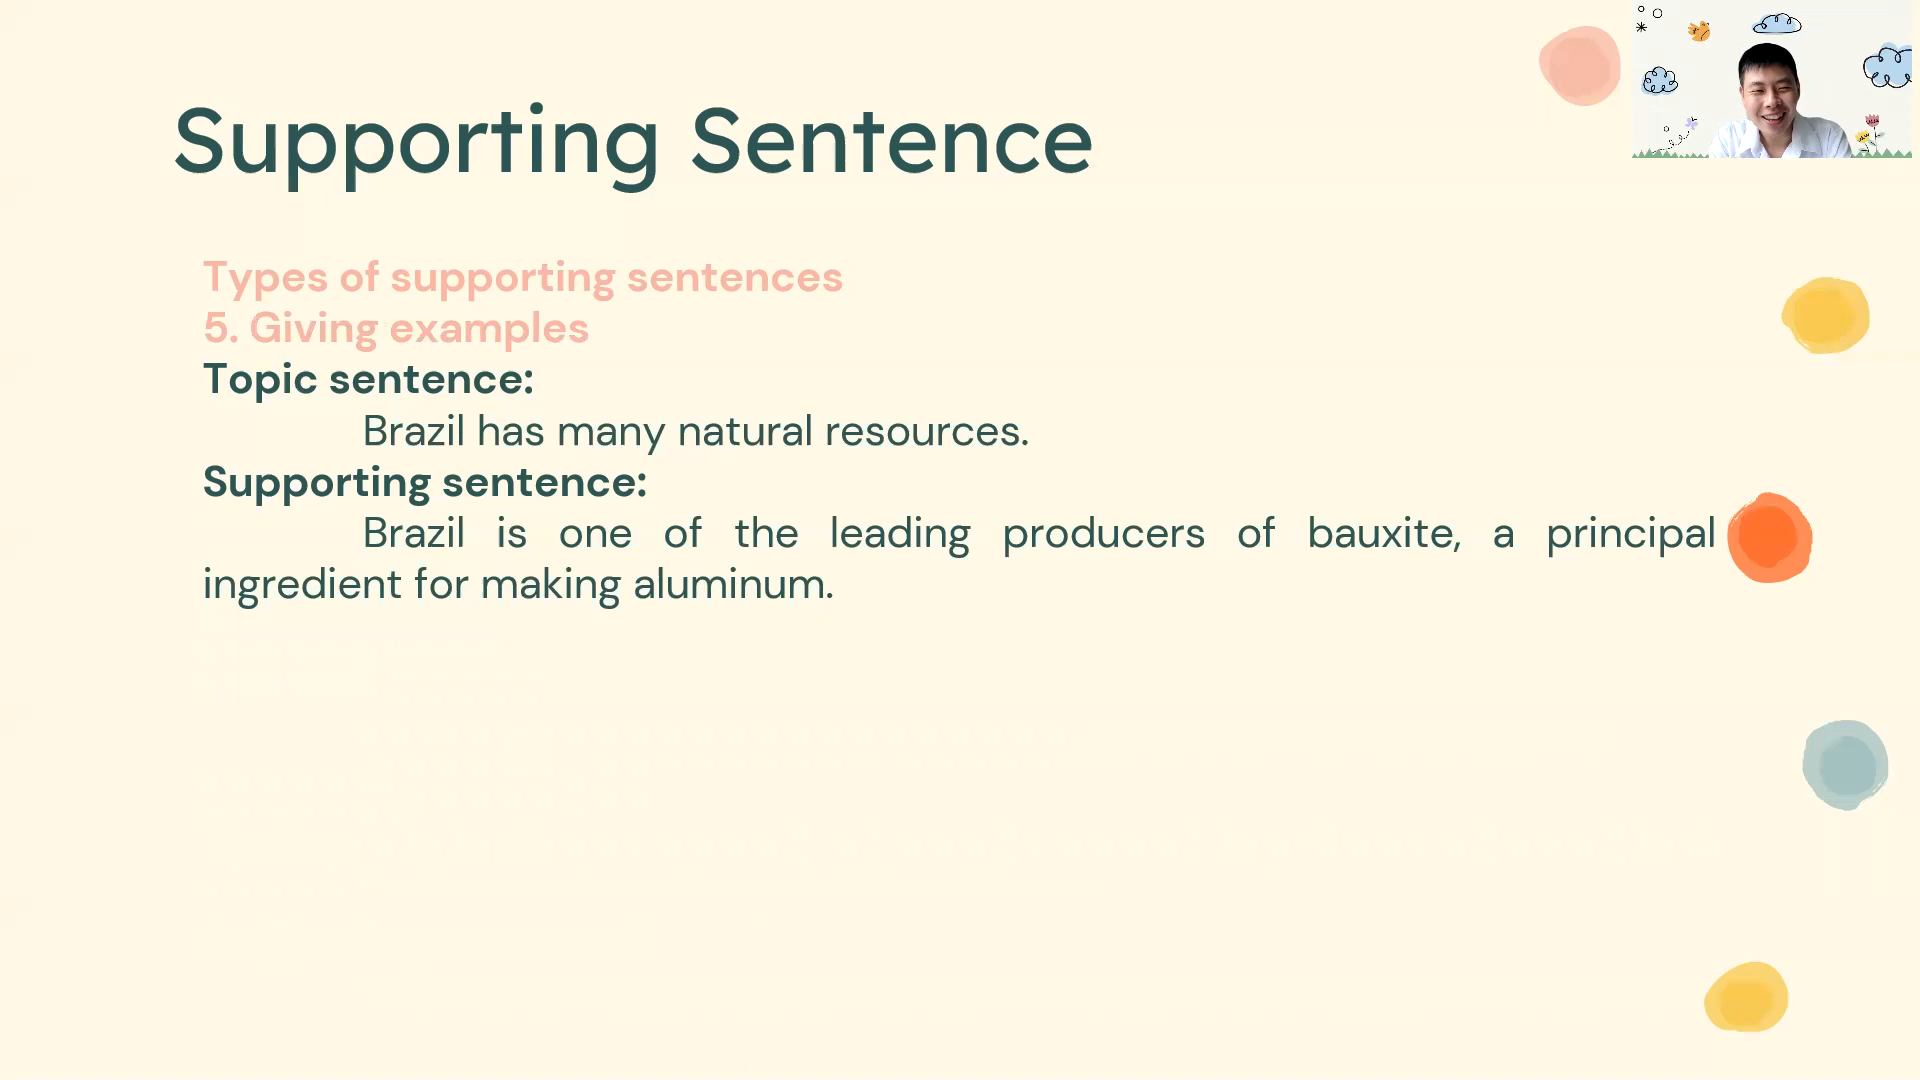 Supporting Sentence
Types of supporting sentences
5. Giving examples
Topic sentence:
Brazil has many natural resources.
Supporting sentence:
Brazil is one of the leading producers of bauxite, a principal
ingredient for making aluminum.